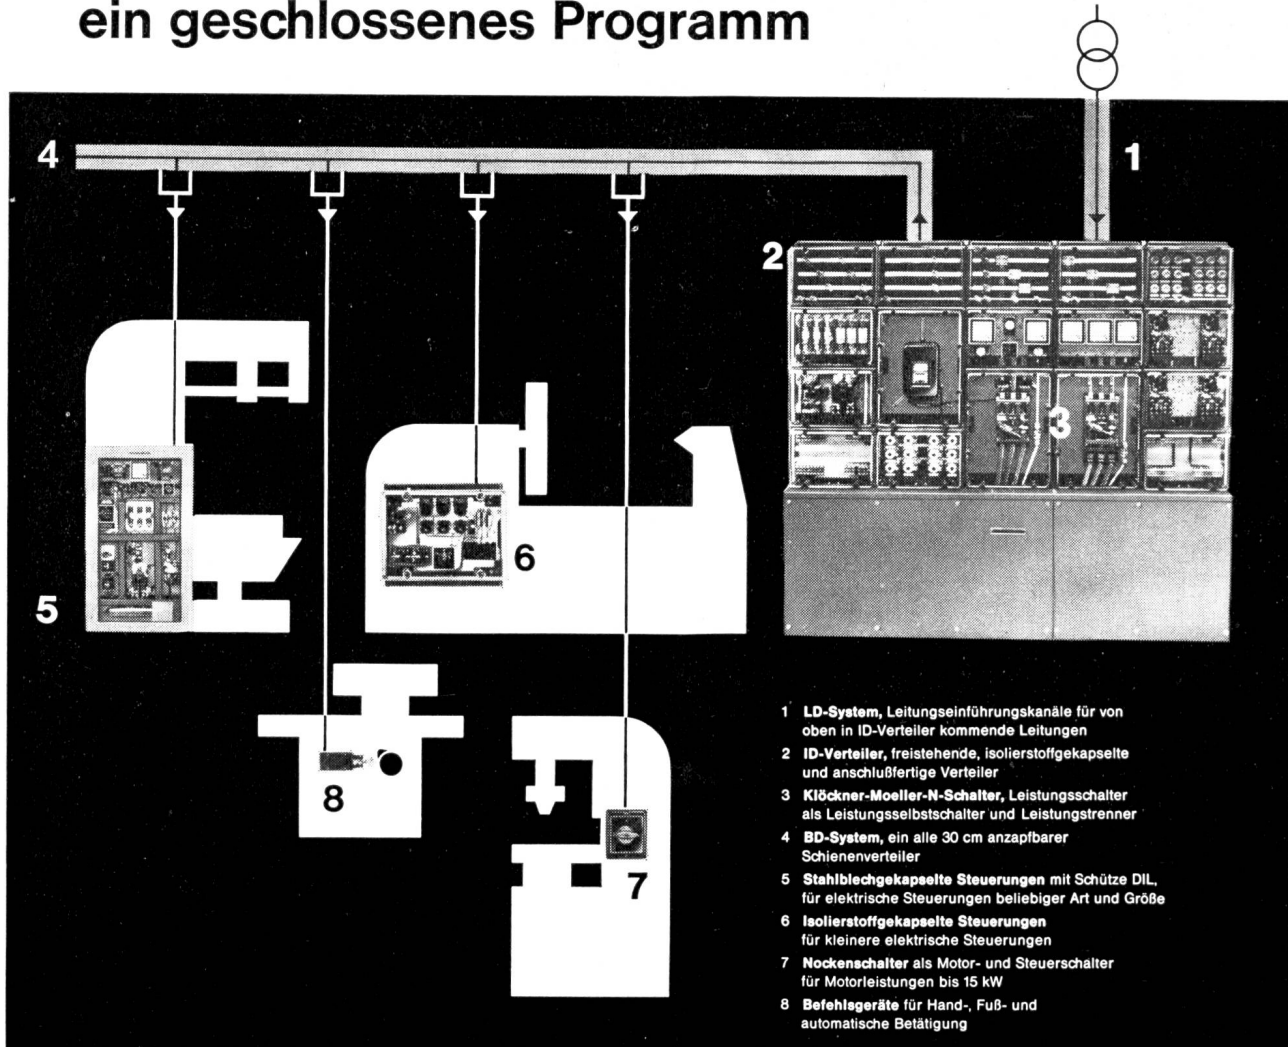 ein geschlossenes Programm
4
1
2
3
6
5
8
7
1 LD-System, Leitungseinführungskanäle für von
oben in ID-Verteiler kommende Leitungen
2 ID-Verteiler, freistehende, isolierstoffgekapselte
und anschlußfertige Verteiler
3 Klöckner-Moeller-N-Schalter, Leistungsschalter
als Leistungsselbstschalter und Leistungstrenner
4 BD-System, ein alle 30 cm anzapfbarer
Schienenverteiler
5 Stahlblechgekapselte Steuerungen mit Schütze DIL,
für elektrische Steuerungen beliebiger Art und Größe
6 Isolierstoffgekapselte Steuerungen
für kleinere elektrische Steuerungen
7 Nockenschalter als Motor- und Steuerschalter
für Motorleistungen bis 15 kW
8 Befehlsgeräte für Hand-, Fuß- und
automatische Betätigung